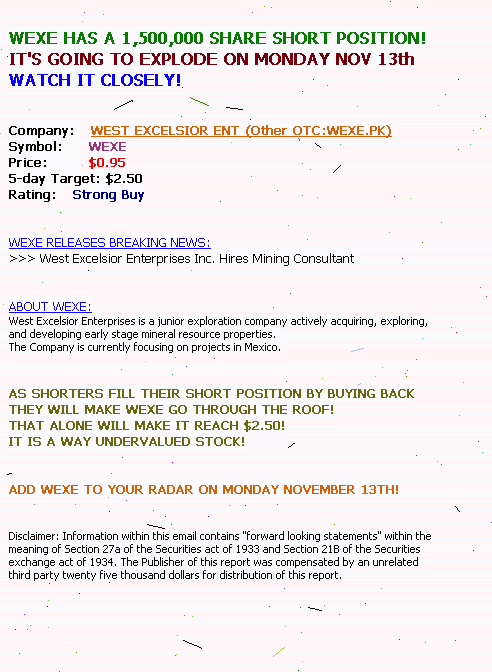 WEXE HAS A 1,500,000 SHARE SHORT POSITION!
IT'S GOING TO EXPLODE ON MONDAY NOV 13th
WATCH IT CLOSELY!
Company: WEST EXCELSIOR ENT (Other OTC:WEXE.PK)
Symbol: WEXE
Price: $0.95
5-day Target: $2.50
Rating: Strong Buy
WEXE RELEASES BREAKING NEWS:
>>> West Excelsior Enterprises Inc. Hires Mining Consultant
ABOUT WEXE:
West Excelsior Enterprises is a junior exploration company actively acquiring, exploring,
and developing early stage mineral resource properties.
The Company is currently focusing on projects in Mexico.
AS SHORTERS FILL THEIR SHORT POSITION BY BUYING BACK
THEY WILL MAKE WEXE GO THROUGH THE ROOF!
THAT ALONE WILL MAKE IT REACH $2.50!
IT IS A WAY UNDERVALUED STOCK!
ADD WEXE TO YOUR RADAR ON MONDAY NOVEMBER 13TH!
Disclaimer: Information within this email contains "forward looking statements" within the
meaning of Section 27a of the Securities act of 1933 and Section 21B of the Securities
exchange act of 1934. The Publisher of this report was compensated by an unrelated
third party twenty five thousand dollars for distribution of this report.